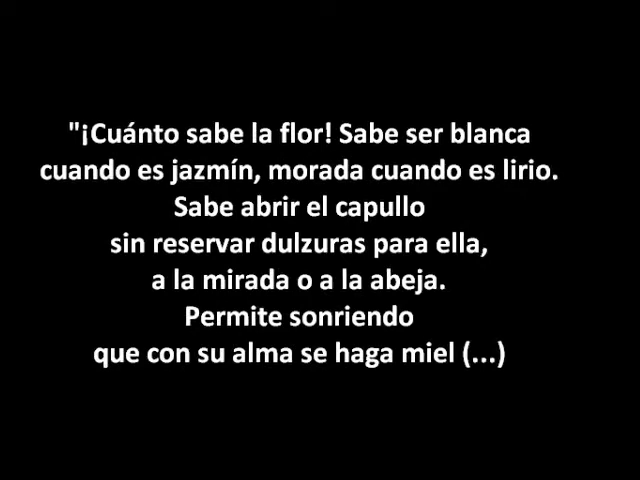 "¡Cuánto sabe la flor! Sabe ser blanca
cuando es jazmín, morada cuando es lirio.
Sabe abrir el capullo
sin reservar dulzuras para ella,
a la mirada o a la abeja.
Permite sonriendo
que con su alma se haga miel (...)